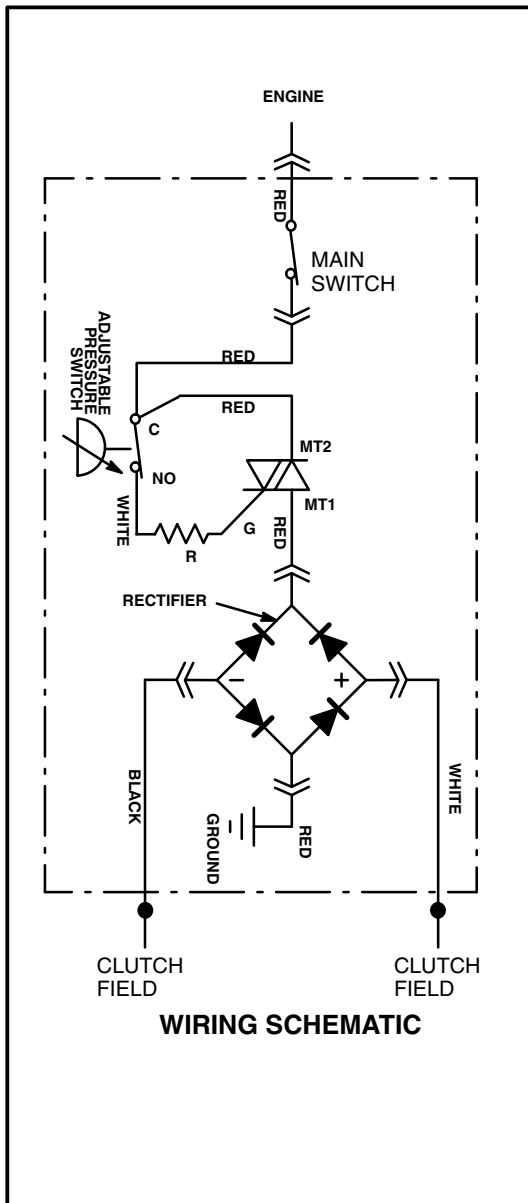 ENGINE
RED
MAIN
SWITCH
RED
ADJUSTABLE
PRESSURE
SWITCH
C
RED
NO
MT2
MT1
WHITE
R
G
RED
RECTIFIER
−
+
BLACK
WHITE
GROUND
RED
CLUTCH
FIELD
CLUTCH
FIELD
WIRING SCHEMATIC